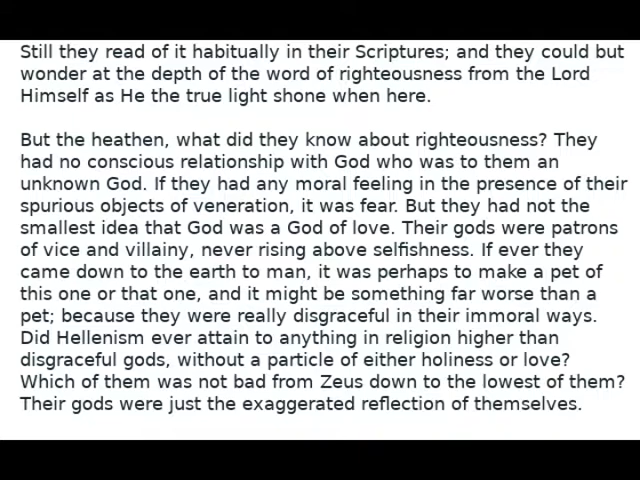 Still they read of it habitually in their Scriptures; and they could but
wonder at the depth of the word of righteousness from the Lord
Himself as He the true light shone when here.
But the heathen, what did they know about righteousness? They
had no conscious relationship with God who was to them an
unknown God. If they had any moral feeling in the presence of their
spurious objects of veneration, it was fear. But they had not the
smallest idea that God was a God of love. Their gods were patrons
of vice and villainy, never rising above selfishness. If ever they
came down to the earth to man, it was perhaps to make a pet of
this one or that one, and it might be something far worse than a
pet; because they were really disgraceful in their immoral ways.
Did Hellenism ever attain to anything in religion higher than
disgraceful gods, without a particle of either holiness or love?
Which of them was not bad from Zeus down to the lowest of them?
Their gods were just the exaggerated reflection of themselves.